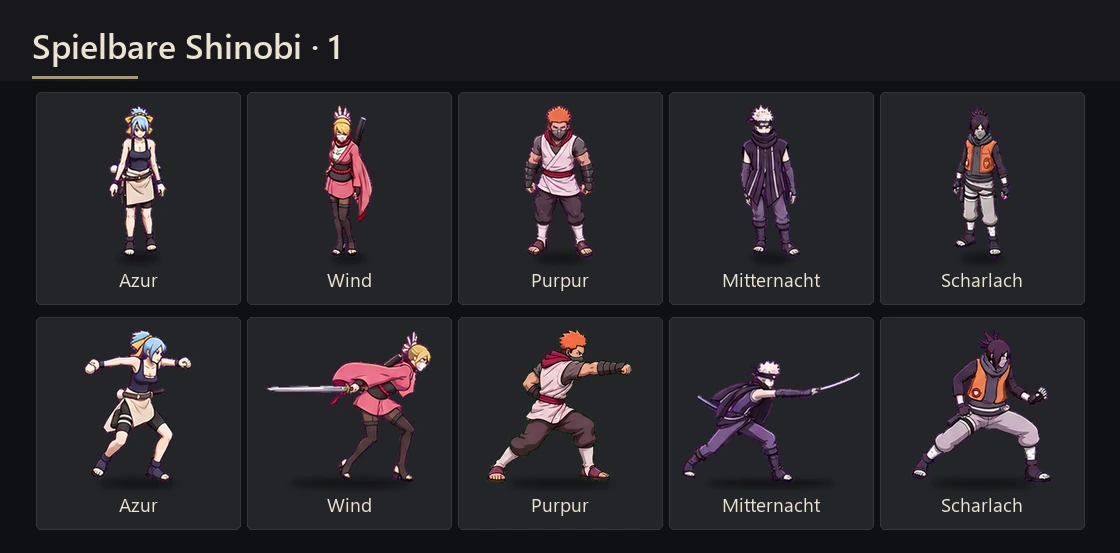 Spielbare Shinobi · 1
Azur
Wind
Purpur
Mitternacht
Scharlach
Azur
Wind
Purpur
Mitternacht
Scharlach